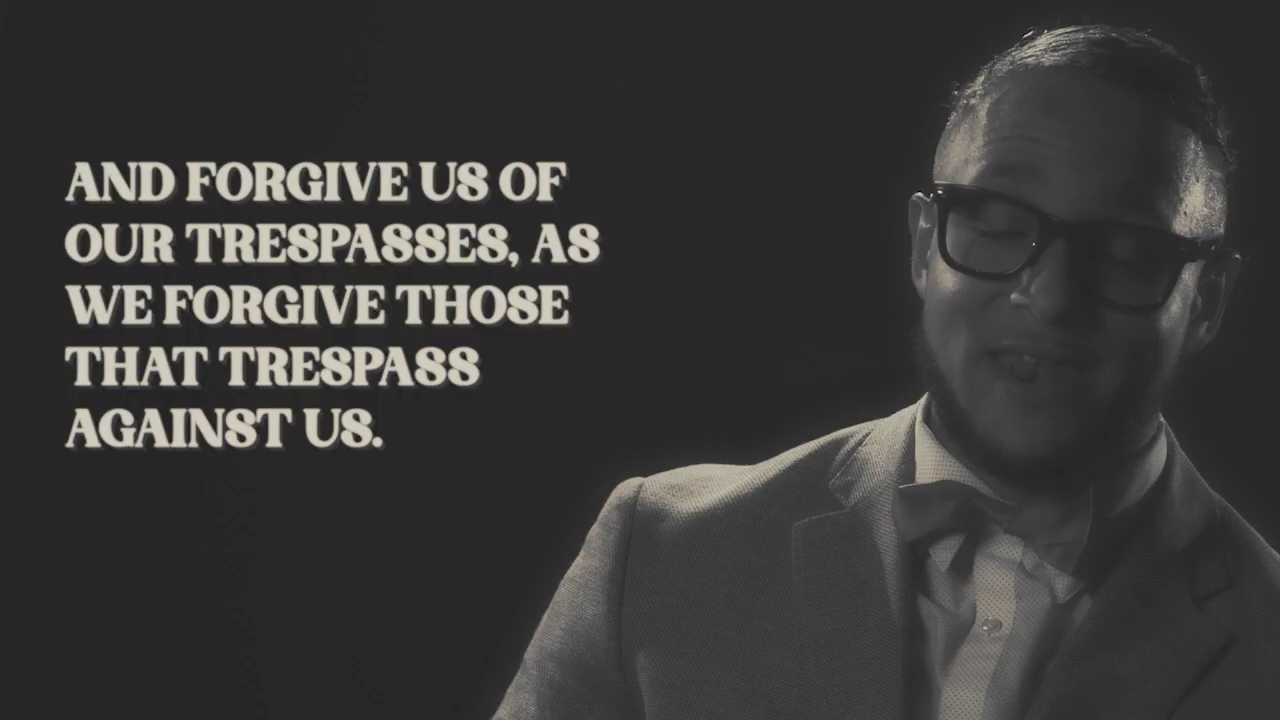 AND FORGIVE US OF
OUR TRESPASSES, AS
WE FORGIVE THOSE
THAT TRESPASS
AGAINST US.